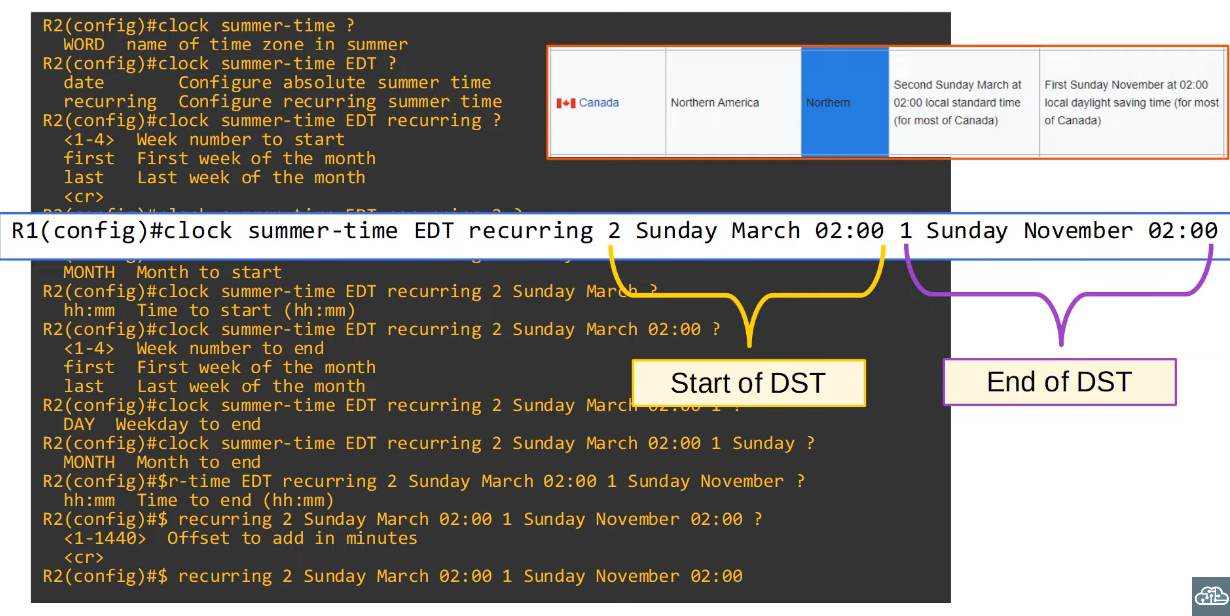 R2(config)#clock summer-time ?
WORD  name of time zone in summer
R2(config)#clock summer-time EDT ?
date       Configure absolute summer time
recurring  Configure recurring summer time
R2(config)#clock summer-time EDT recurring ?
<1-4>  Week number to start
first  First week of the month
last   Last week of the month
<cr>
Canada
Northern America
Northern
Second Sunday March at
02:00 local standard time
(for most of Canada)
First Sunday November at 02:00
local daylight saving time (for most
of Canada)
R1(config)#clock summer-time EDT recurring 2 Sunday March 02:00 1 Sunday November 02:00
MONTH  Month to start
R2(config)#clock summer-time EDT recurring 2 Sunday March ?
hh:mm  Time to start (hh:mm)
R2(config)#clock summer-time EDT recurring 2 Sunday March 02:00 ?
<1-4>  Week number to end
first  First week of the month
last   Last week of the month
R2(config)#clock summer-time EDT recurring 2 Sunday March 02:00 1 ?
DAY  Weekday to end
R2(config)#clock summer-time EDT recurring 2 Sunday March 02:00 1 Sunday ?
MONTH  Month to end
R2(config)#$r-time EDT recurring 2 Sunday March 02:00 1 Sunday November ?
hh:mm  Time to end (hh:mm)
R2(config)#$ recurring 2 Sunday March 02:00 1 Sunday November 02:00 ?
<1-1440>  Offset to add in minutes
<cr>
R2(config)#$ recurring 2 Sunday March 02:00 1 Sunday November 02:00
Start of DST
End of DST